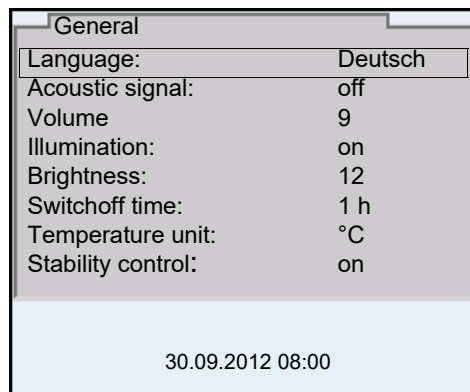 General
Language: Deutsch
Acoustic signal: off
Volume 9
Illumination: on
Brightness: 12
Switchoff time: 1 h
Temperature unit: °C
Stability control: on
30.09.2012 08:00